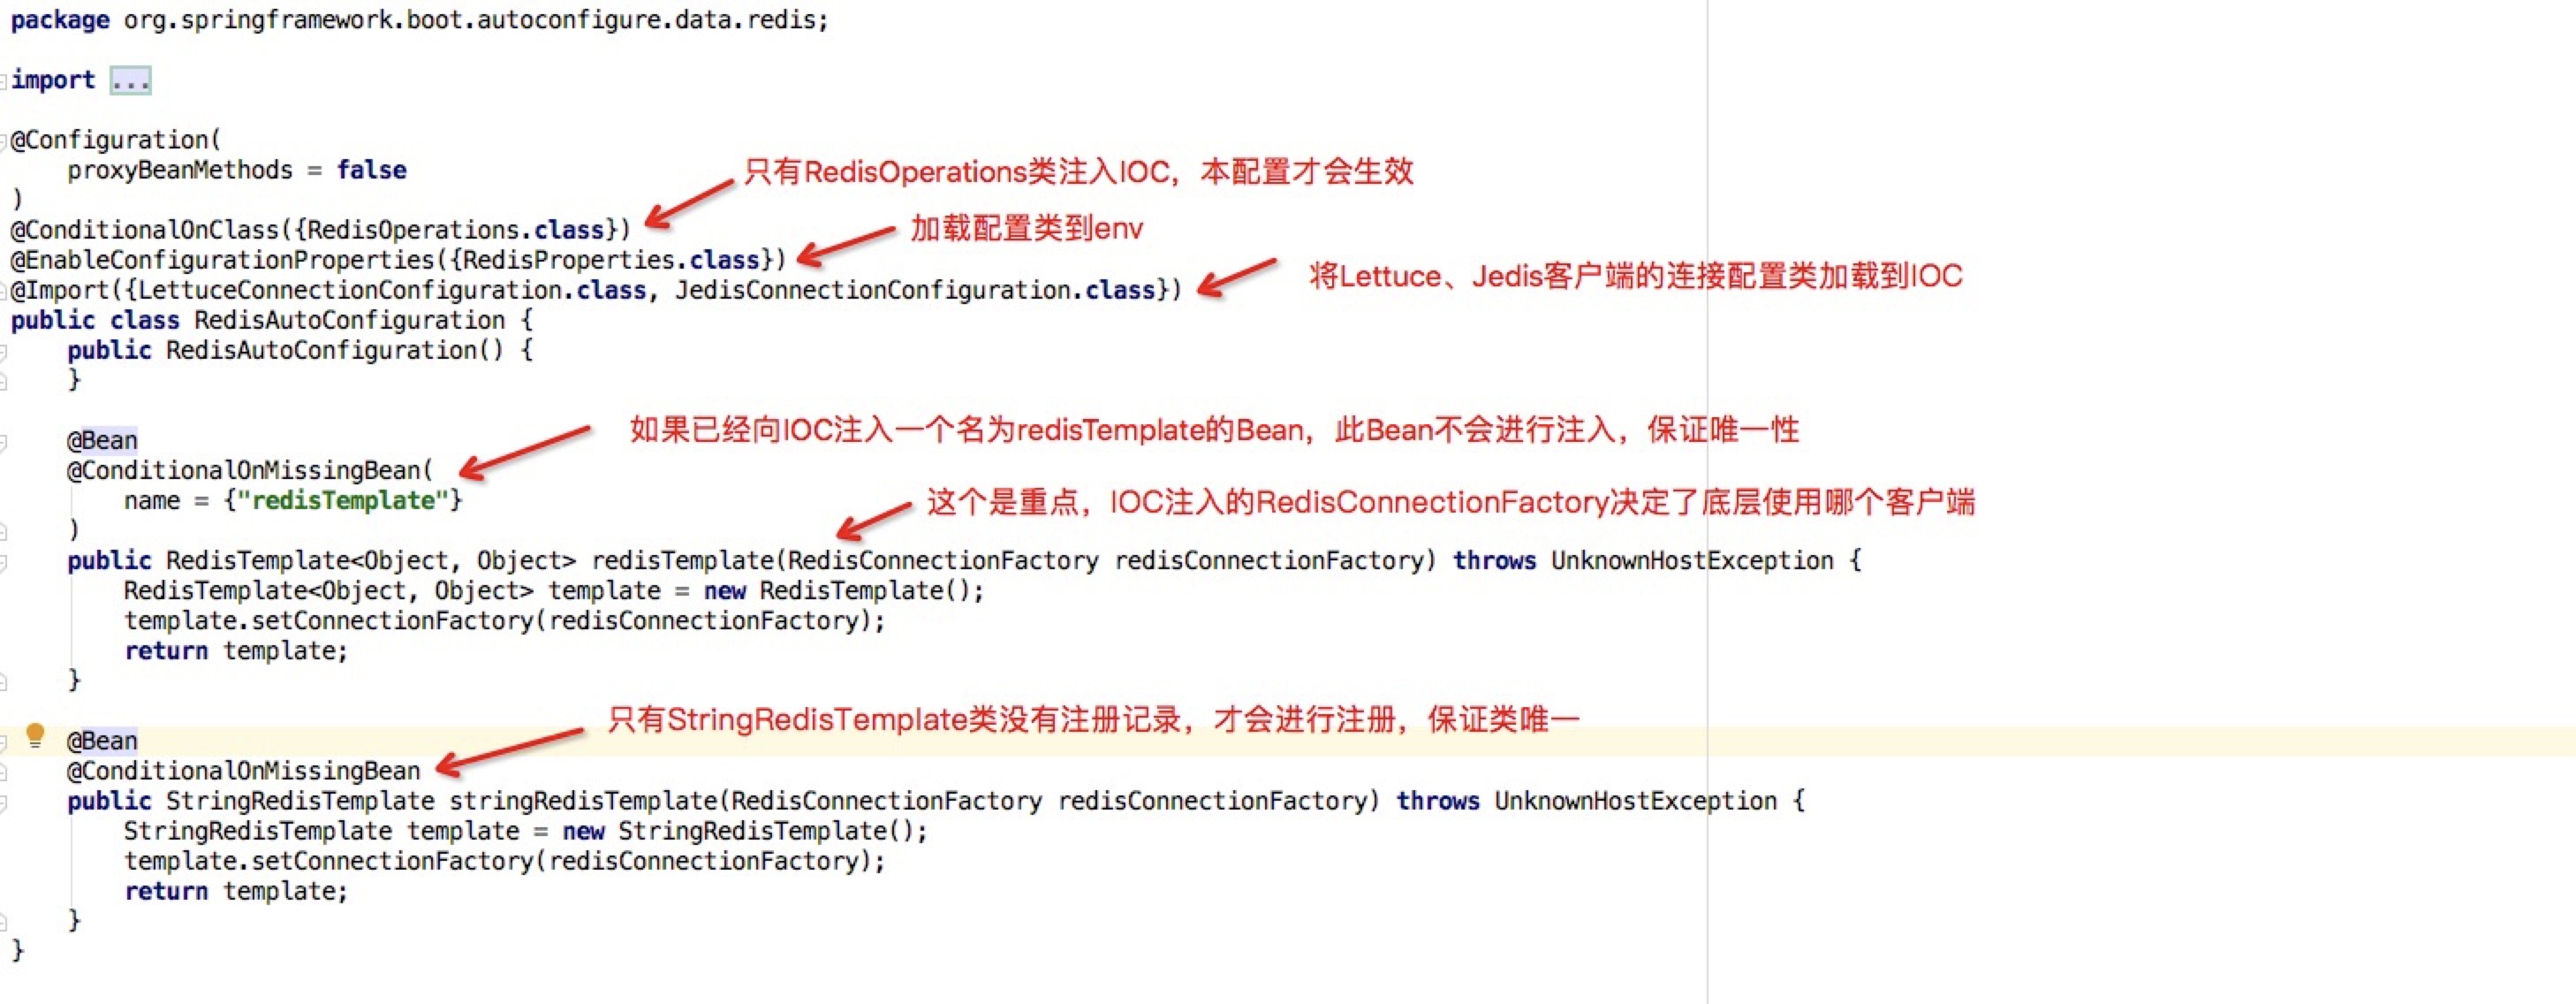 package org.springframework.boot.autoconfigure.data.redis;
import ...
@Configuration(
proxyBeanMethods = false
只有RedisOperations类注入IOC，本配置才会生效
)
@ConditionalOnClass({RedisOperations.class})
加载配置类到env
@EnableConfigurationProperties({RedisProperties.class})
将Lettuce、Jedis客户端的连接配置类加载到IOC
@Import({LettuceConnectionConfiguration.class, JedisConnectionConfiguration.class})
public class RedisAutoConfiguration {
public RedisAutoConfiguration() {
}
如果已经向IOC注入一个名为redisTemplate的Bean，此Bean不会进行注入，保证唯一性
@Bean
@ConditionalOnMissingBean(
name = {"redisTemplate"}
这个是重点，IOC注入的RedisConnectionFactory决定了底层使用哪个客户端
)
public RedisTemplate<Object, Object> redisTemplate(RedisConnectionFactory redisConnectionFactory) throws UnknownHostException {
RedisTemplate<Object, Object> template = new RedisTemplate();
template.setConnectionFactory(redisConnectionFactory);
return template;
}
只有StringRedisTemplate类没有注册记录，才会进行注册，保证类唯一
@Bean
@ConditionalOnMissingBean
public StringRedisTemplate stringRedisTemplate(RedisConnectionFactory redisConnectionFactory) throws UnknownHostException {
StringRedisTemplate template = new StringRedisTemplate();
template.setConnectionFactory(redisConnectionFactory);
return template;
}
}